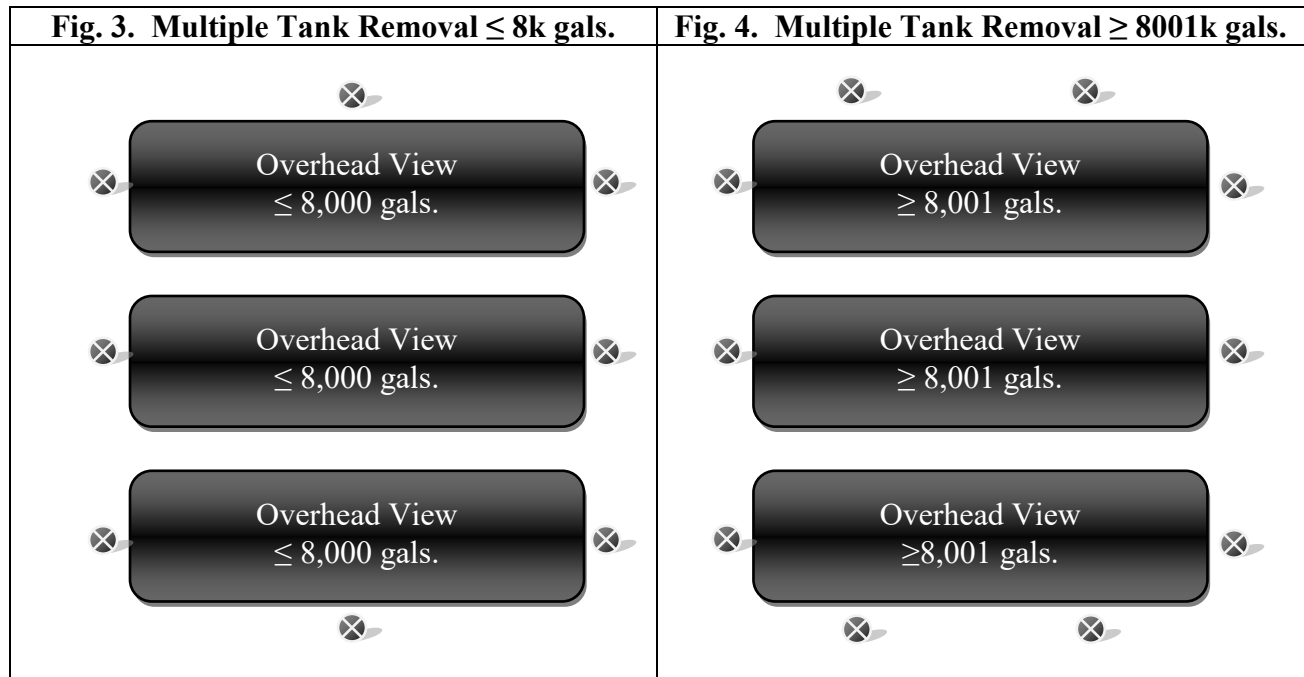 Fig. 3. Multiple Tank Removal ≤ 8k gals.
Fig. 4. Multiple Tank Removal ≥ 8001k gals.
Overhead View
≤ 8,000 gals.
Overhead View
≤ 8,000 gals.
Overhead View
≤ 8,000 gals.
Overhead View
≥ 8,001 gals.
Overhead View
≥ 8,001 gals.
Overhead View
≥8,001 gals.